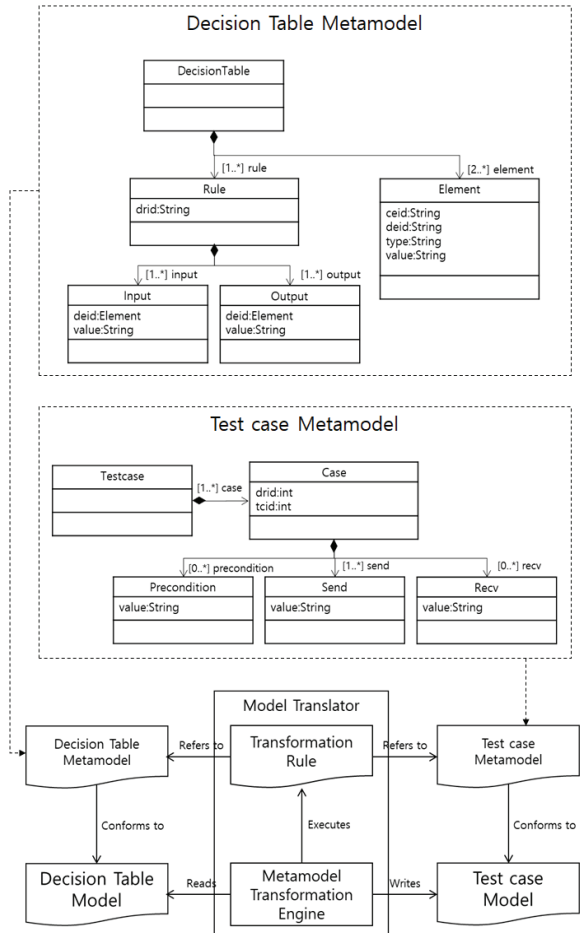 Decision Table Metamodel
DecisionTable
[1..*] rule
[2..*] element
Rule
drid:String
Element
ceid:String
deid:String
type:String
value:String
[1..*] input
[1..*] output
Input
deid:Element
value:String
Output
deid:Element
value:String
Test case Metamodel
Testcase
[1..*] case
Case
drid:int
tcid:int
[0..*] precondition
[1..*] send
[0..*] recv
Precondition
value:String
Send
value:String
Recv
value:String
Model Translator
Decision Table
Metamodel
Refers to
Transformation
Rule
Refers to
Test case
Metamodel
Conforms to
Executes
Conforms to
Decision Table
Model
Reads
Metamodel
Transformation
Engine
Writes
Test case
Model